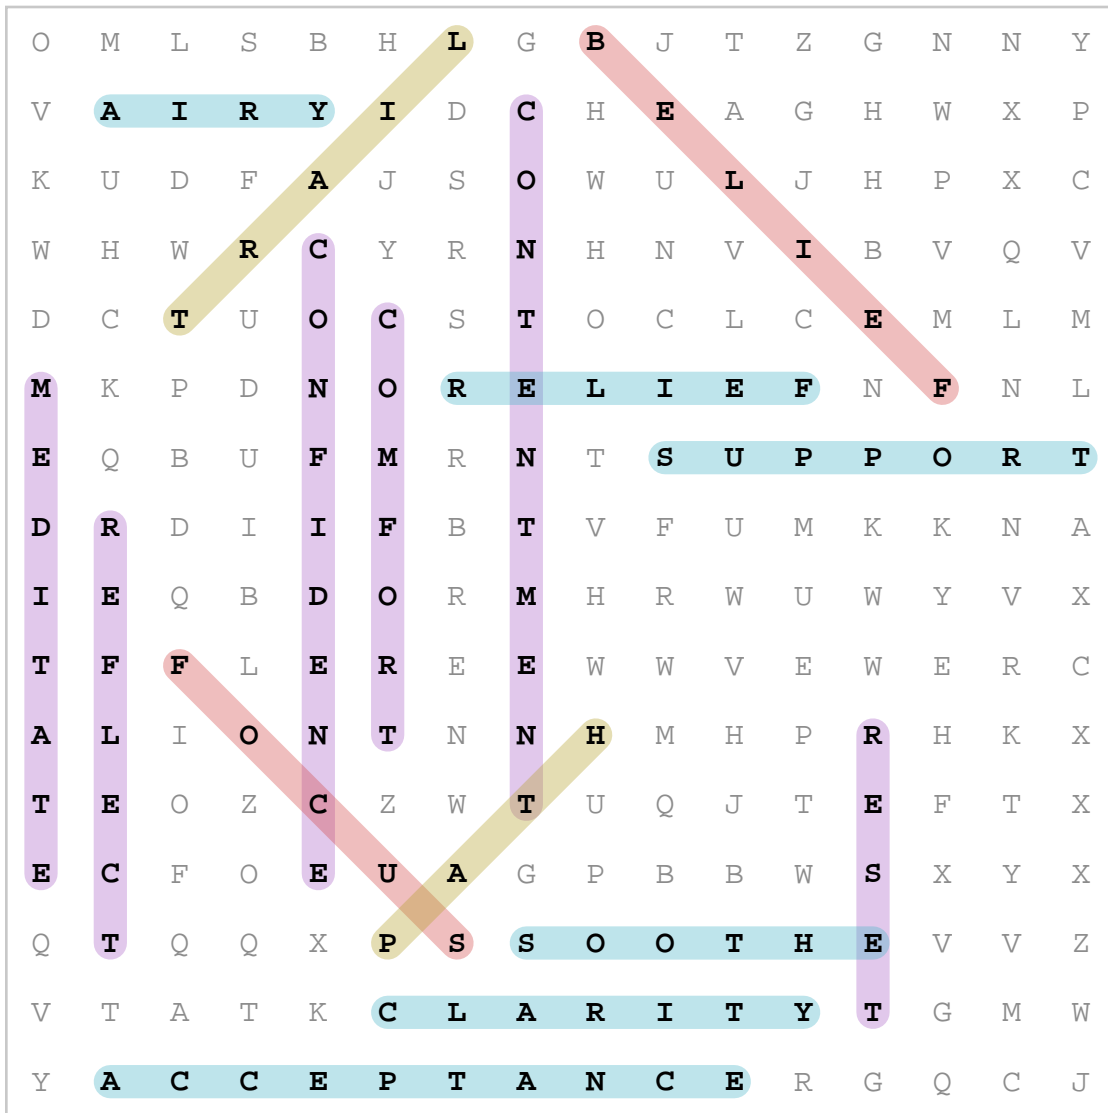 O M L S B H L G B J T Z G N N Y
V A I R Y I D C H E A G H W X P
K U D F A J S O W U L J H P X C
W H W R C Y R N H N V I B V Q V
D C T U O C S T O C L C E M L M
M K P D N O R E L I E F N F N L
E Q B U F M R N T S U P P O R T
D R D I I F B T V F U M K K N A
I E Q B D O R M H R W U W Y V X
T F F L E R E E W W V E W E R C
A L I O N T N N H M H P R H K X
T E O Z C Z W T U Q J T E F T X
E C F O E U A G P B B W S X Y X
Q T Q Q X P S S O O T H E V V Z
V T A T K C L A R I T Y T G M W
Y A C C E P T A N C E R G Q C J